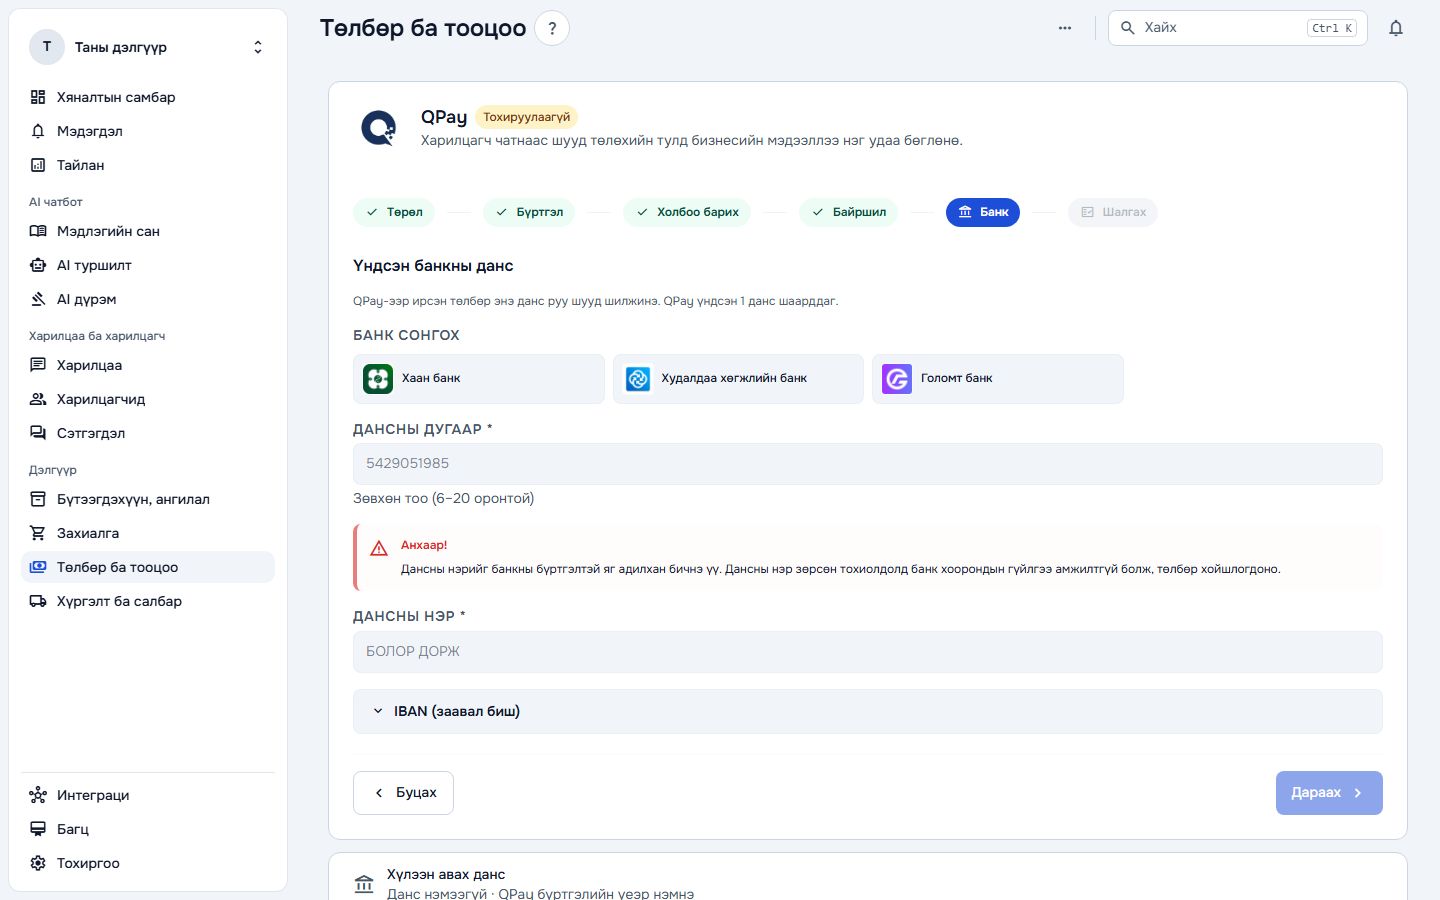 Т Таны дэлгүүр
Хяналтын самбар
Мэдэгдэл
Тайлан
AI чатбот
Мэдлэгийн сан
AI туршилт
AI дүрэм
Харилцаа ба харилцагч
Харилцаа
Харилцагчид
Сэтгэгдэл
Дэлгүүр
Бүтээгдэхүүн, ангилал
Захиалга
Төлбөр ба тооцоо
Хүргэлт ба салбар
Интеграци
Багц
Тохиргоо
Төлбөр ба тооцоо ?
Хайх Ctrl K
QPay Тохируулаагүй
Харилцагч чатнаас шууд төлөхийн тулд бизнесийн мэдээллээ нэг удаа бөглөнө.
Төрөл Бүртгэл Холбоо барих Байршил Банк Шалгах
Үндсэн банкны данс
QPay-ээр ирсэн төлбөр энэ данс руу шууд шилжинэ. QPay үндсэн 1 данс шаарддаг.
БАНК СОНГОХ
Хаан банк Худалдаа хөгжлийн банк Голомт банк
ДАНСНЫ ДУГААР *
5429051985
Зөвхөн тоо (6–20 оронтой)
Анхаар!
Дансны нэрийг банкны бүртгэлтэй яг адилхан бичнэ үү. Дансны нэр зөрсөн тохиолдолд банк хоорондын гүйлгээ амжилтгүй болж, төлбөр хойшлогдоно.
ДАНСНЫ НЭР *
БОЛОР ДОРЖ
IBAN (заавал биш)
Буцах Дараах
Хүлээн авах данс
Данс нэмээгүй · QPay бүртгэлийн үеэр нэмнэ